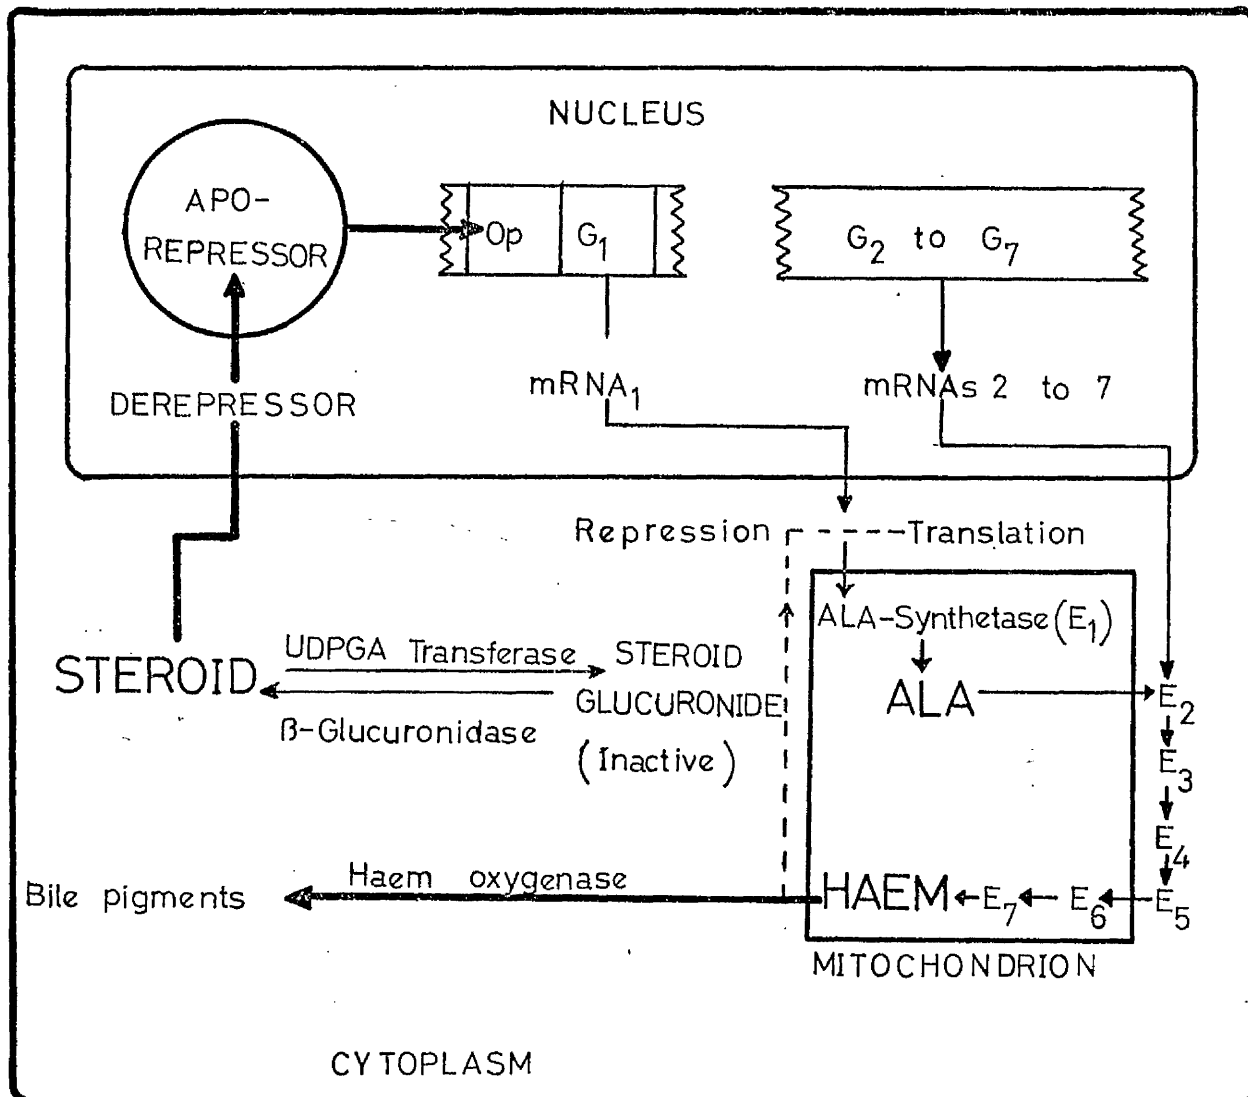 NUCLEUS
APO-
REPRESSOR
Op G₁
G₂ to G₇
DEREPRESSOR
mRNA₁
mRNAs 2 to 7
Repression
Translation
ALA-Synthetase (E₁)
STEROID
UDPGA Transferase
β-Glucuronidase
STEROID
GLUCURONIDE
(Inactive)
ALA
E₂
E₃
E₄
E₅
E₆
E₇
HAEM
Haem oxygenase
Bile pigments
MITOCHONDRION
CYTOPLASM